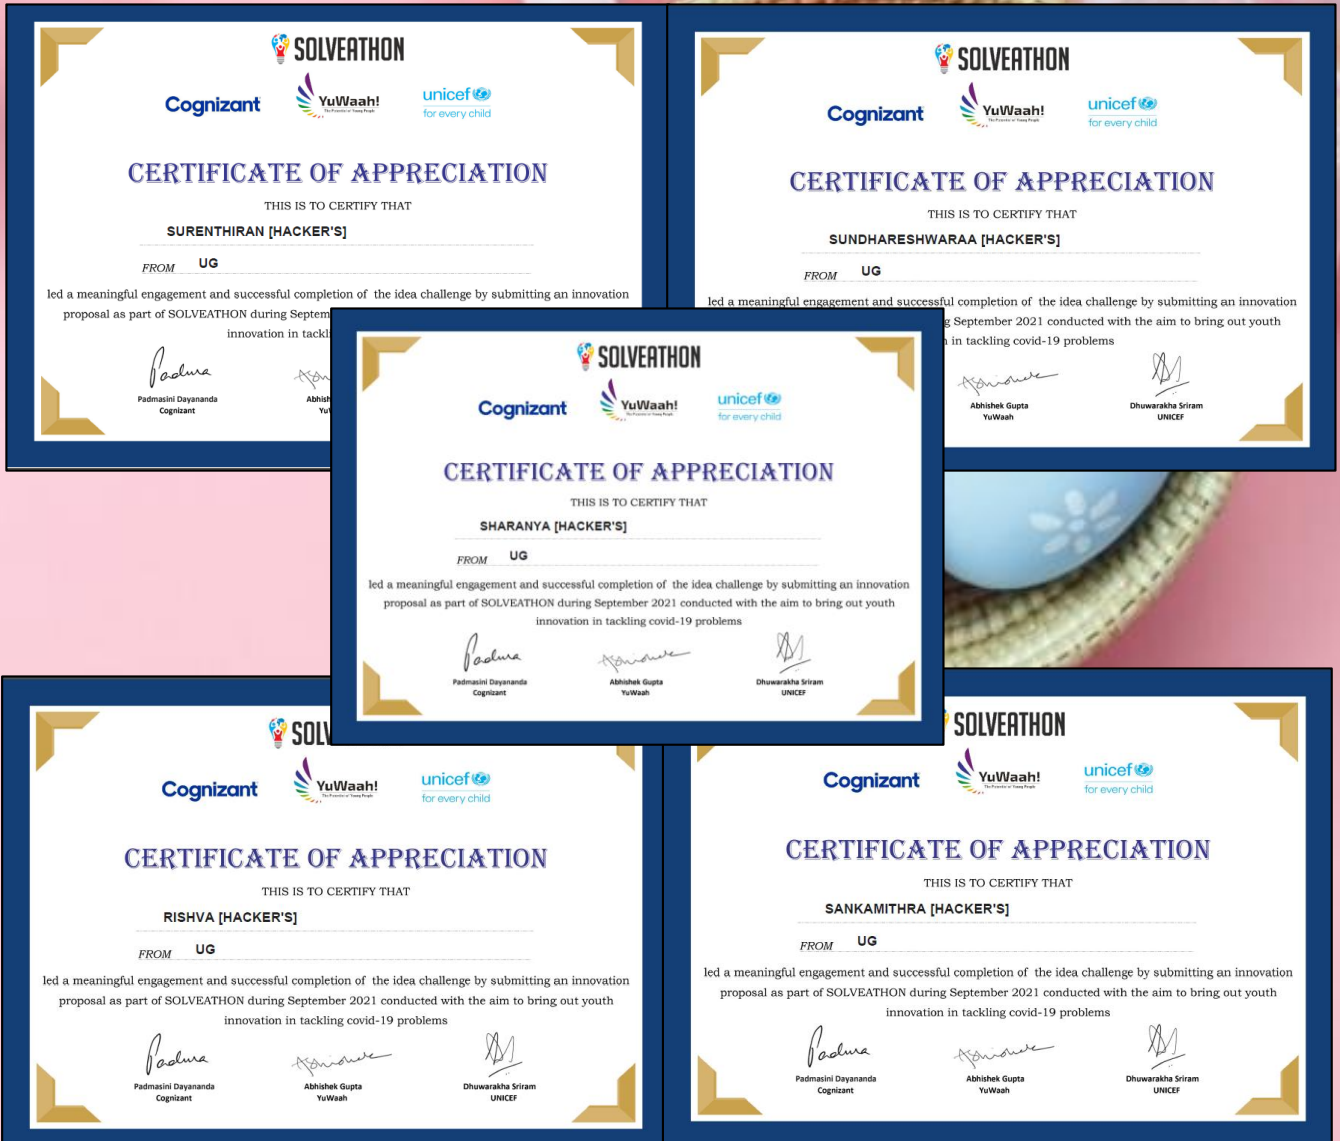 SOLVEATHON
Cognizant
YuWaah!
unicef
for every child
CERTIFICATE OF APPRECIATION
THIS IS TO CERTIFY THAT
SURENTHIRAN [HACKER'S]
FROM UG
led a meaningful engagement and successful completion of the idea challenge by submitting an innovation
proposal as part of SOLVEATHON during
innovation in
Padmasini Dayananda
Cognizant
SOLVEATHON
Cognizant
YuWaah!
unicef
for every child
CERTIFICATE OF APPRECIATION
THIS IS TO CERTIFY THAT
SUNDHARESHWARAA [HACKER'S]
FROM UG
led a meaningful engagement and successful completion of the idea challenge by submitting an innovation
September 2021 conducted with the aim to bring out youth
in tackling covid-19 problems
Abhishek Gupta
YuWaah
Dhuwarakha Sriram
UNICEF
SOLVEATHON
Cognizant
YuWaah!
unicef
for every child
CERTIFICATE OF APPRECIATION
THIS IS TO CERTIFY THAT
SHARANYA [HACKER'S]
FROM UG
led a meaningful engagement and successful completion of the idea challenge by submitting an innovation
proposal as part of SOLVEATHON during September 2021 conducted with the aim to bring out youth
innovation in tackling covid-19 problems
Padmasini Dayananda
Cognizant
Abhishek Gupta
YuWaah
Dhuwarakha Sriram
UNICEF
Cognizant
YuWaah!
unicef
for every child
CERTIFICATE OF APPRECIATION
THIS IS TO CERTIFY THAT
RISHVA [HACKER'S]
FROM UG
led a meaningful engagement and successful completion of the idea challenge by submitting an innovation
proposal as part of SOLVEATHON during September 2021 conducted with the aim to bring out youth
innovation in tackling covid-19 problems
Padmasini Dayananda
Cognizant
Abhishek Gupta
YuWaah
Dhuwarakha Sriram
UNICEF
SOLVEATHON
Cognizant
YuWaah!
unicef
for every child
CERTIFICATE OF APPRECIATION
THIS IS TO CERTIFY THAT
SANKAMITHRA [HACKER'S]
FROM UG
led a meaningful engagement and successful completion of the idea challenge by submitting an innovation
proposal as part of SOLVEATHON during September 2021 conducted with the aim to bring out youth
innovation in tackling covid-19 problems
Padmasini Dayananda
Cognizant
Abhishek Gupta
YuWaah
Dhuwarakha Sriram
UNICEF